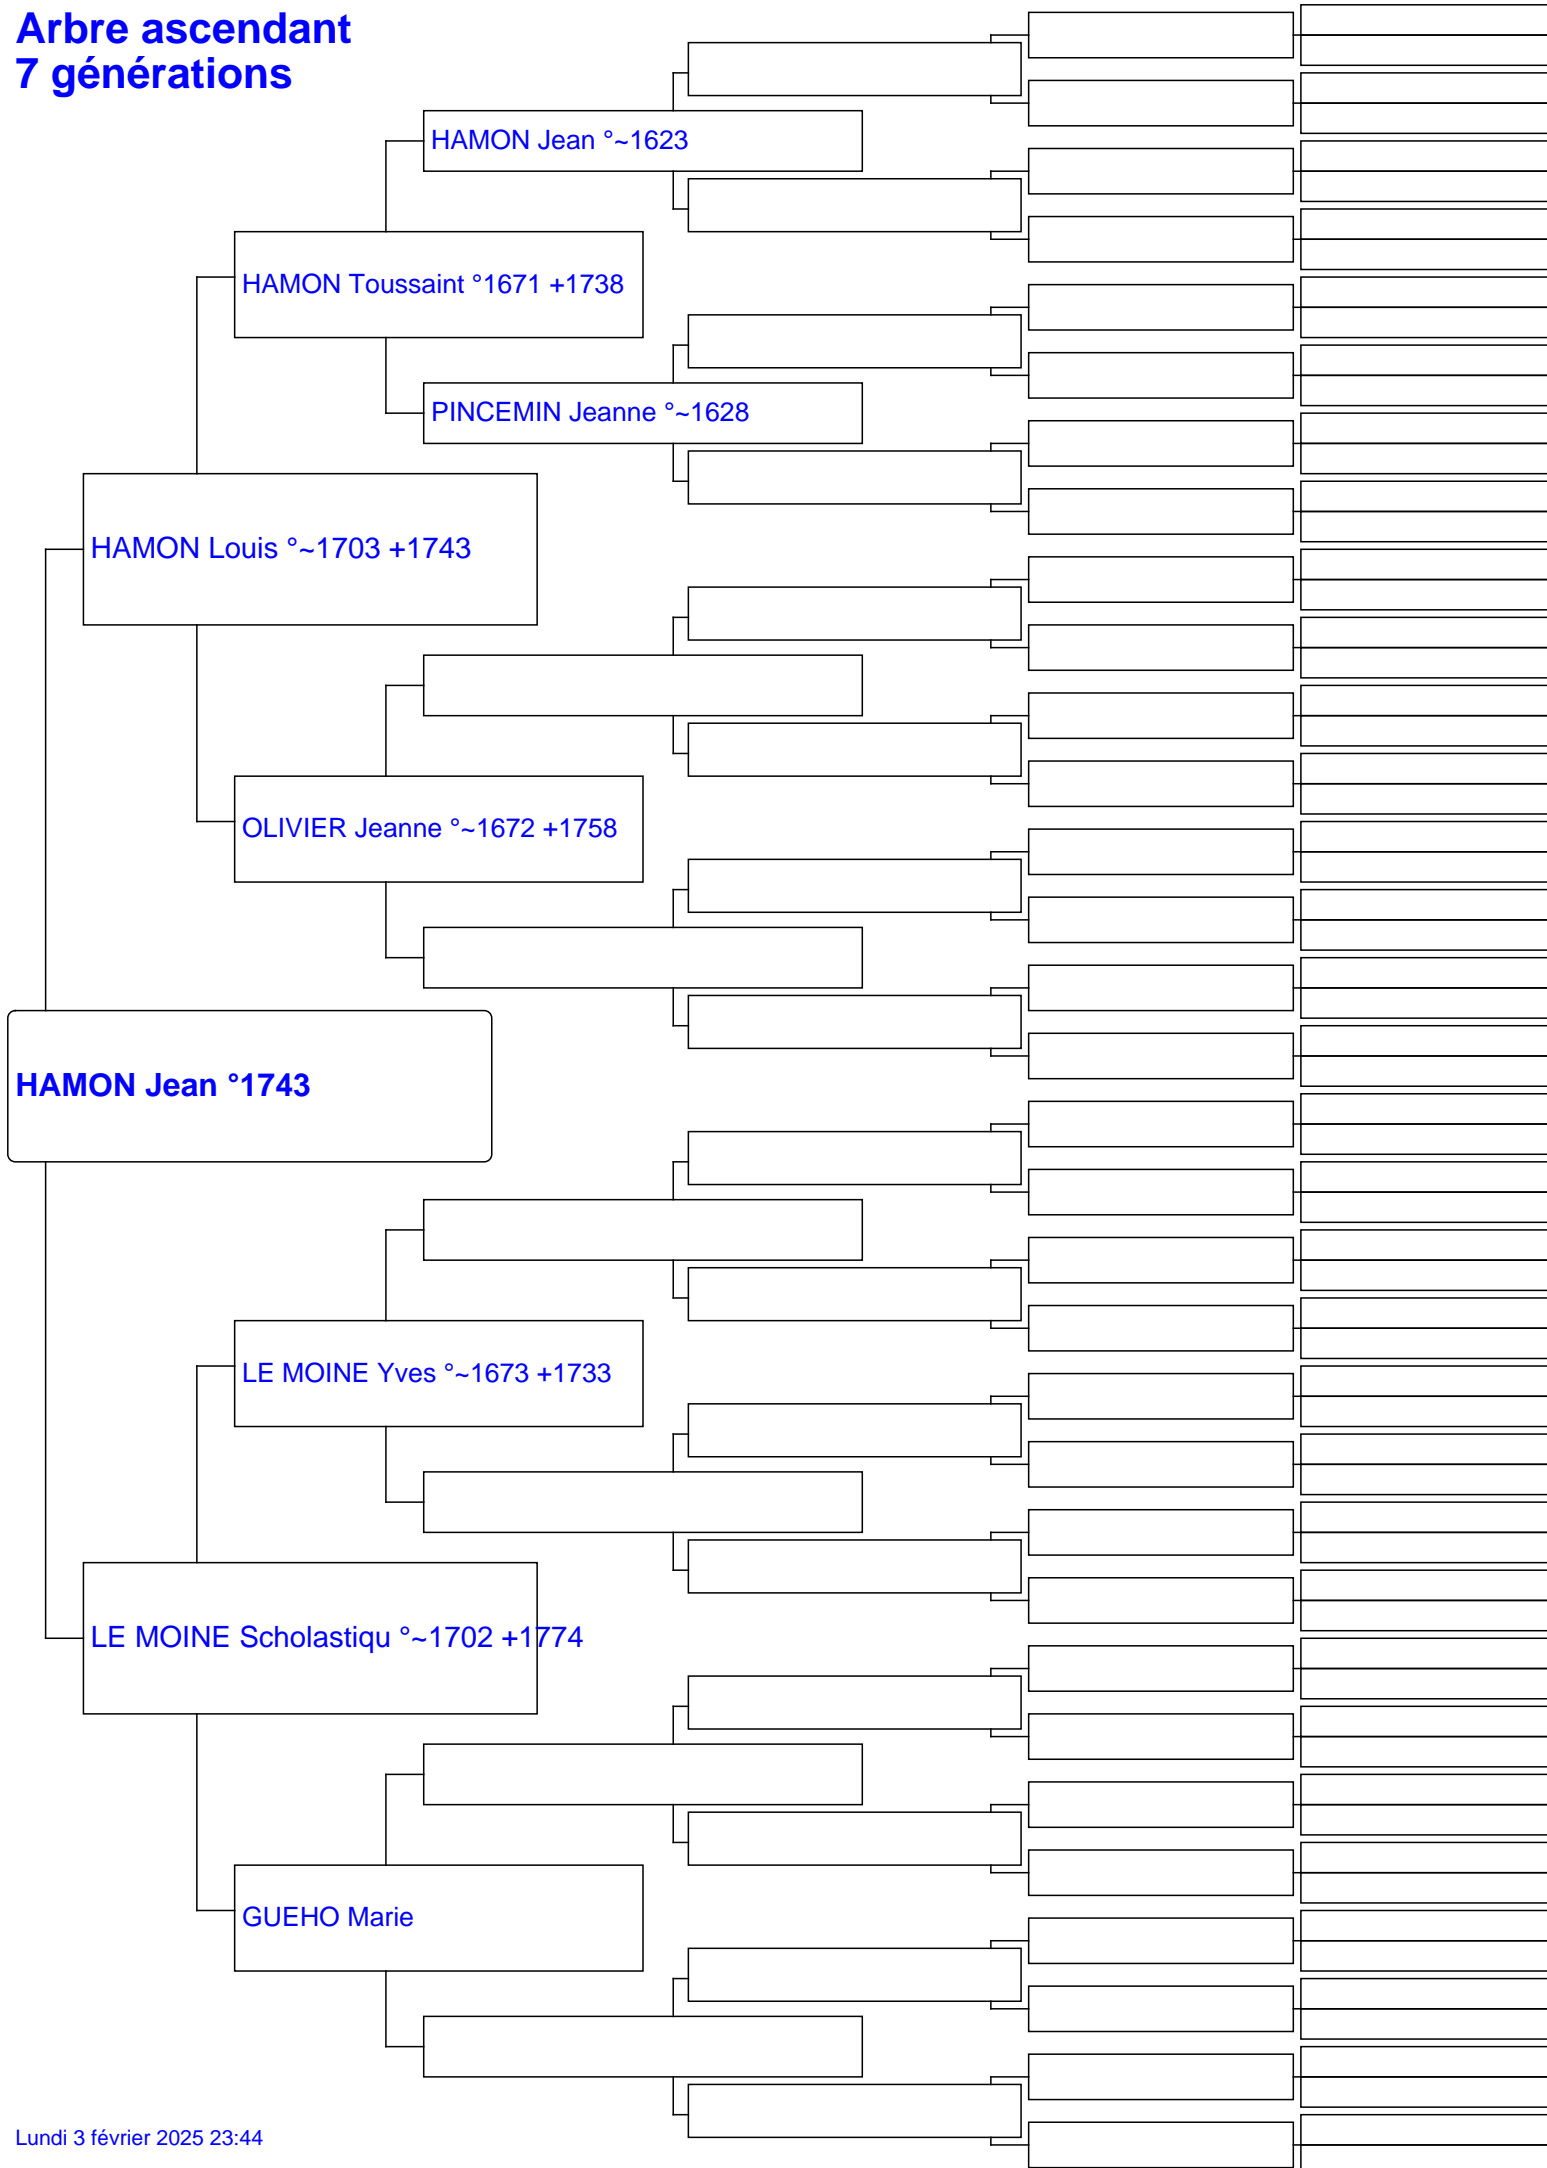 Arbre ascendant
7 générations
HAMON Jean °~1623
HAMON Toussaint °1671 +1738
PINCEMIN Jeanne °~1628
HAMON Louis °~1703 +1743
OLIVIER Jeanne °~1672 +1758
HAMON Jean °1743
LE MOINE Yves °~1673 +1733
LE MOINE Scholastiqu °~1702 +1774
GUEHO Marie
Lundi 3 février 2025 23:44